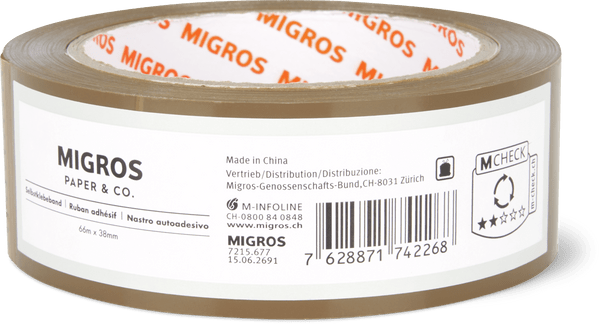 MIGROS MIGROS MIGROS
MIGROS
PAPER & CO.
Selbstklebeband | Ruban adhésif | Nastro autoadesivo
66m x 38mm
Made in China
Vertrieb/Distribution/Distribuzione:
Migros-Genossenschafts-Bund,CH-8031 Zürich
M-INFOLINE
CH-0800 84 0848
www.migros.ch
MIGROS
7215.677
15.06.2691
7 628871 742268
M CHECK
m-check.ch